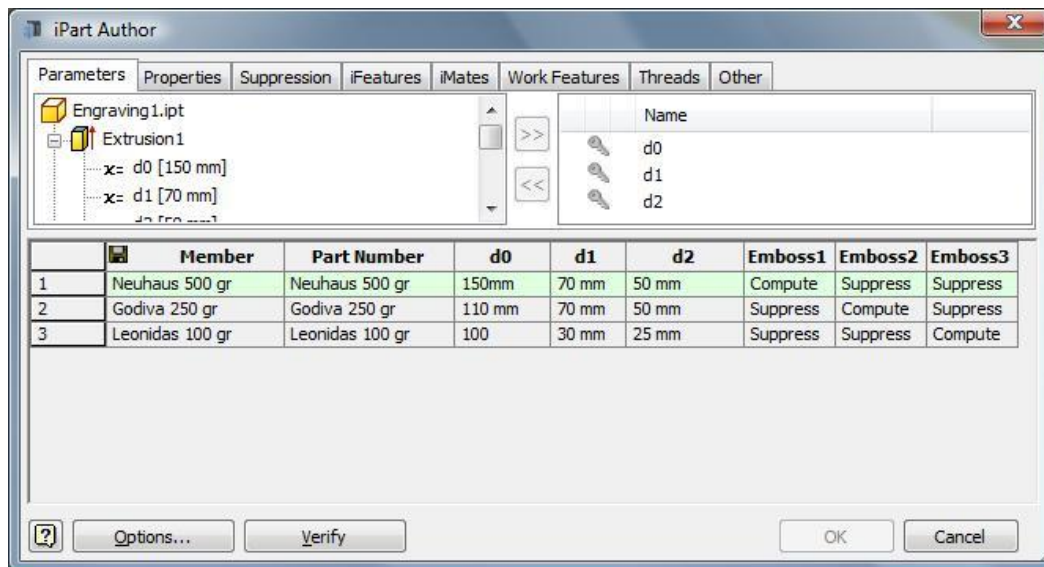 iPart Author
Parameters Properties Suppression iFeatures iMates Work Features Threads Other
Engraving1.ipt
Extrusion1
x= d0 [150 mm]
x= d1 [70 mm]
>>
<<
Name
d0
d1
d2
Member Part Number d0 d1 d2 Emboss1 Emboss2 Emboss3
1 Neuhaus 500 gr Neuhaus 500 gr 150mm 70 mm 50 mm Compute Suppress Suppress
2 Godiva 250 gr Godiva 250 gr 110 mm 70 mm 50 mm Suppress Compute Suppress
3 Leonidas 100 gr Leonidas 100 gr 100 30 mm 25 mm Suppress Suppress Compute
? Options... Verify OK Cancel